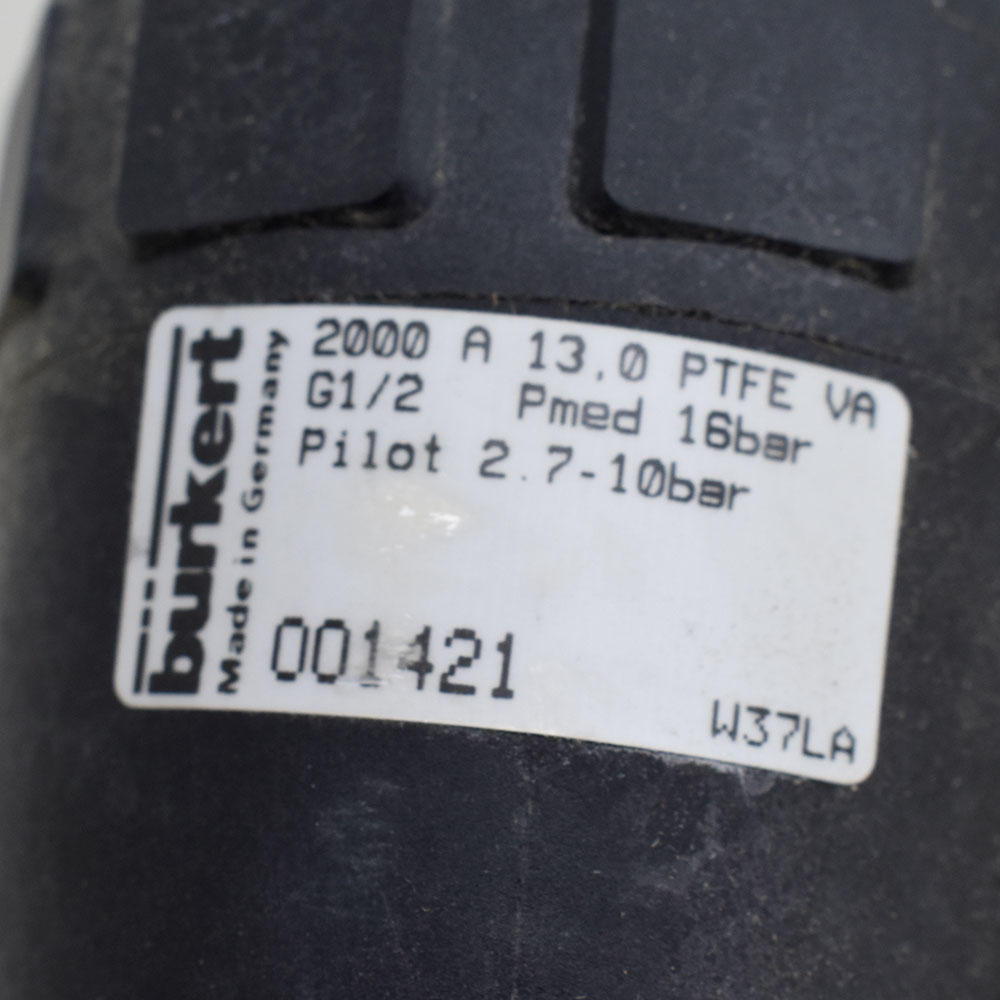 bürkert
Made in Germany
2000 A 13,0 PTFE VA
G1/2 Pmed 16bar
Pilot 2.7-10bar
001421
W37LA